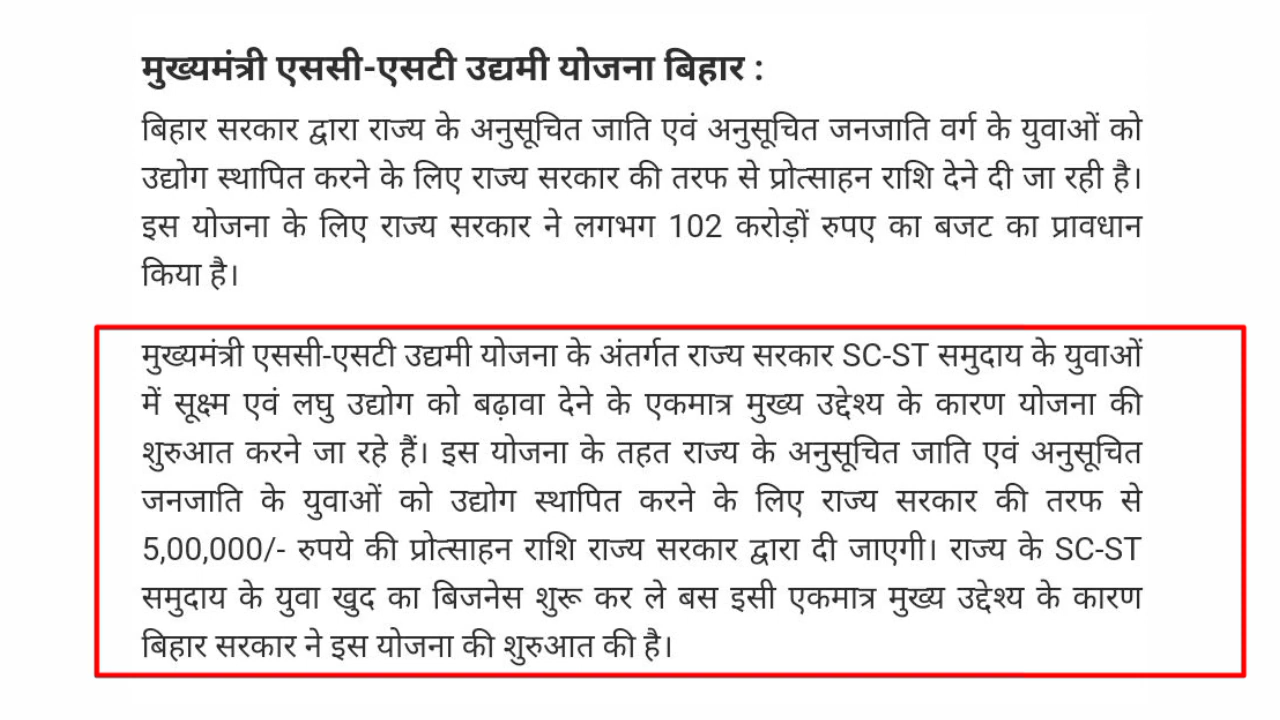 मुख्यमंत्री एससी-एसटी उद्यमी योजना बिहार :
बिहार सरकार द्वारा राज्य के अनुसूचित जाति एवं अनुसूचित जनजाति वर्ग के युवाओं को
उद्योग स्थापित करने के लिए राज्य सरकार की तरफ से प्रोत्साहन राशि देने दी जा रही है।
इस योजना के लिए राज्य सरकार ने लगभग 102 करोड़ों रुपए का बजट का प्रावधान
किया है।
मुख्यमंत्री एससी-एसटी उद्यमी योजना के अंतर्गत राज्य सरकार SC-ST समुदाय के युवाओं
में सूक्ष्म एवं लघु उद्योग को बढ़ावा देने के एकमात्र मुख्य उद्देश्य के कारण योजना की
शुरुआत करने जा रहे हैं। इस योजना के तहत राज्य के अनुसूचित जाति एवं अनुसूचित
जनजाति के युवाओं को उद्योग स्थापित करने के लिए राज्य सरकार की तरफ से
5,00,000/- रुपये की प्रोत्साहन राशि राज्य सरकार द्वारा दी जाएगी। राज्य के SC-ST
समुदाय के युवा खुद का बिजनेस शुरू कर ले बस इसी एकमात्र मुख्य उद्देश्य के कारण
बिहार सरकार ने इस योजना की शुरुआत की है।